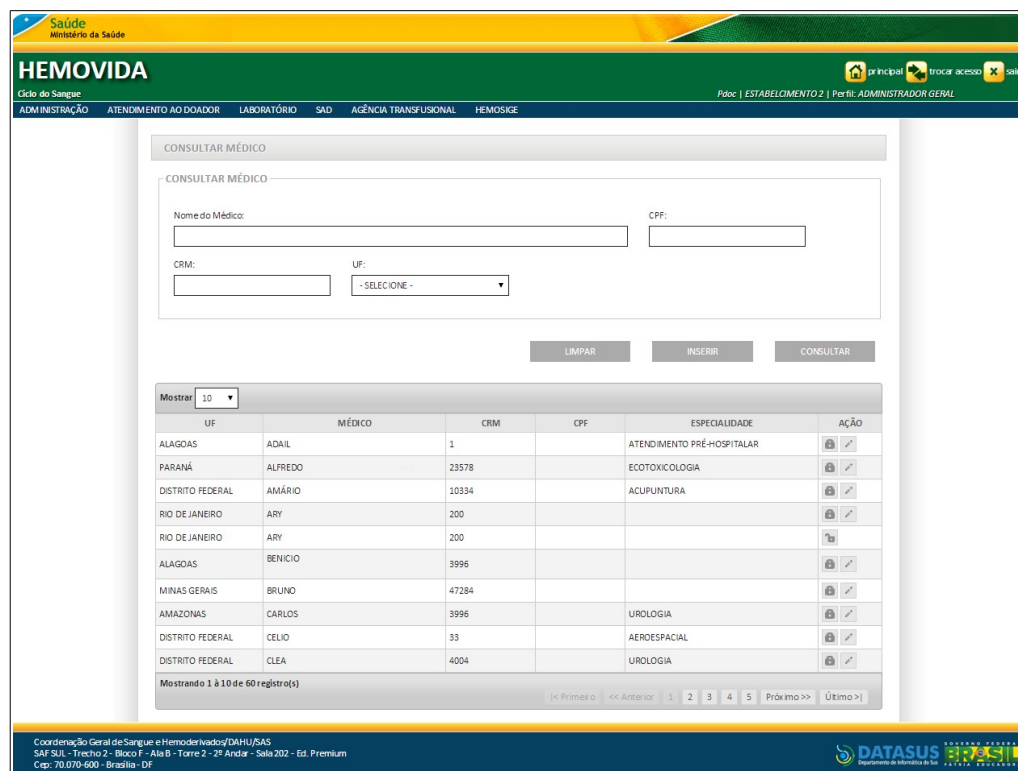 Saúde
Ministério da Saúde
HEMOVIDA
Ciclo do Sangue
principal trocar acesso sair
Pdoc | ESTABELCIMENTO 2 | Perfil: ADMINISTRADOR GERAL
ADMINISTRAÇÃO ATENDIMENTO AO DOADOR LABORATÓRIO SAD AGÊNCIA TRANSFUSIONAL HEMOSIGE
CONSULTAR MÉDICO
CONSULTAR MÉDICO
Nome do Médico: CPF:
CRM: UF:
- SELECIONE -
LIMPAR INSERIR CONSULTAR
Mostrar 10
UF MÉDICO CRM CPF ESPECIALIDADE AÇÃO
ALAGOAS ADAIL 1 ATENDIMENTO PRÉ-HOSPITALAR
PARANÁ ALFREDO 23578 ECOTOXICOLOGIA
DISTRITO FEDERAL AMÁRIO 10334 ACUPUNTURA
RIO DE JANEIRO ARY 200
RIO DE JANEIRO ARY 200
ALAGOAS BENICIO 3996
MINAS GERAIS BRUNO 47284
AMAZONAS CARLOS 3996 UROLOGIA
DISTRITO FEDERAL CELIO 33 AEROESPACIAL
DISTRITO FEDERAL CLEA 4004 UROLOGIA
Mostrando 1 à 10 de 60 registro(s)
|< Primeiro << Anterior 1 2 3 4 5 Próximo >> Último >|
Coordenação Geral de Sangue e Hemoderivados/DAHU/SAS
SAF SUL - Trecho 2 - Bloco F - Ala B - Torre 2 - 2º Andar - Sala 202 - Ed. Premium
Cep: 70.070-600 - Brasília - DF
DATASUS
Departamento de Informática do Sus
GOVERNO FEDERAL
BRASIL
PÁTRIA EDUCADORA